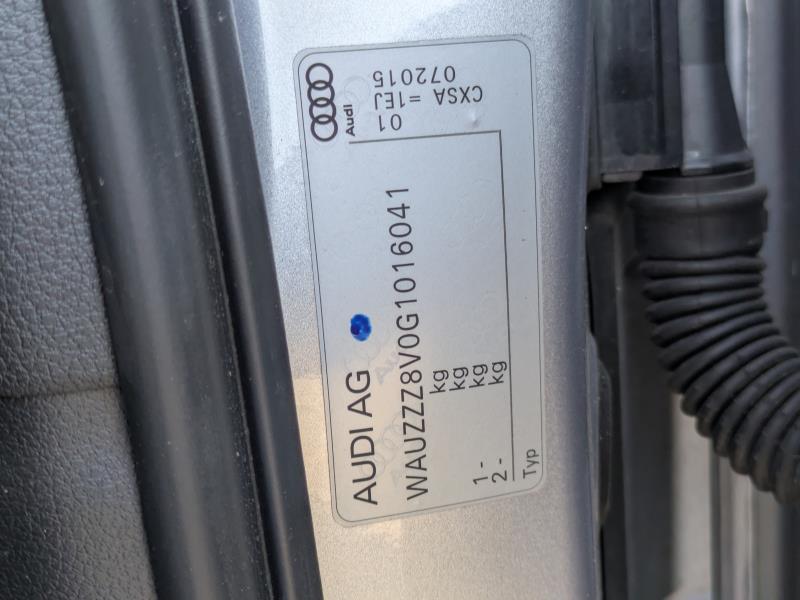 Audi
01
CXSA =1EJ
072015
AUDI AG
WAUZZZ8V0G1016041
kg
kg
1 - kg
2 - kg
Typ